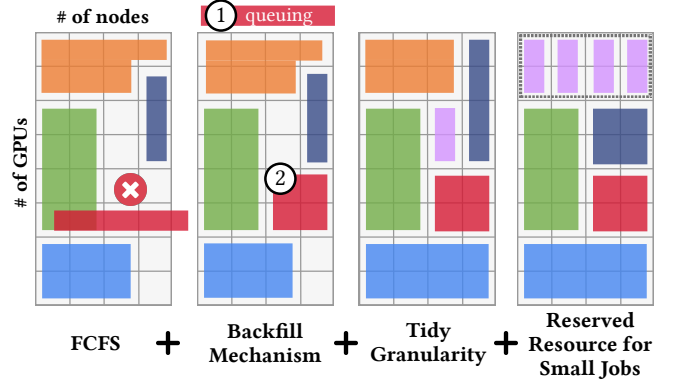 # of nodes
1 queuing
# of GPUs
2
FCFS
+
Backfill
Mechanism
+
Tidy
Granularity
+
Reserved
Resource for
Small Jobs